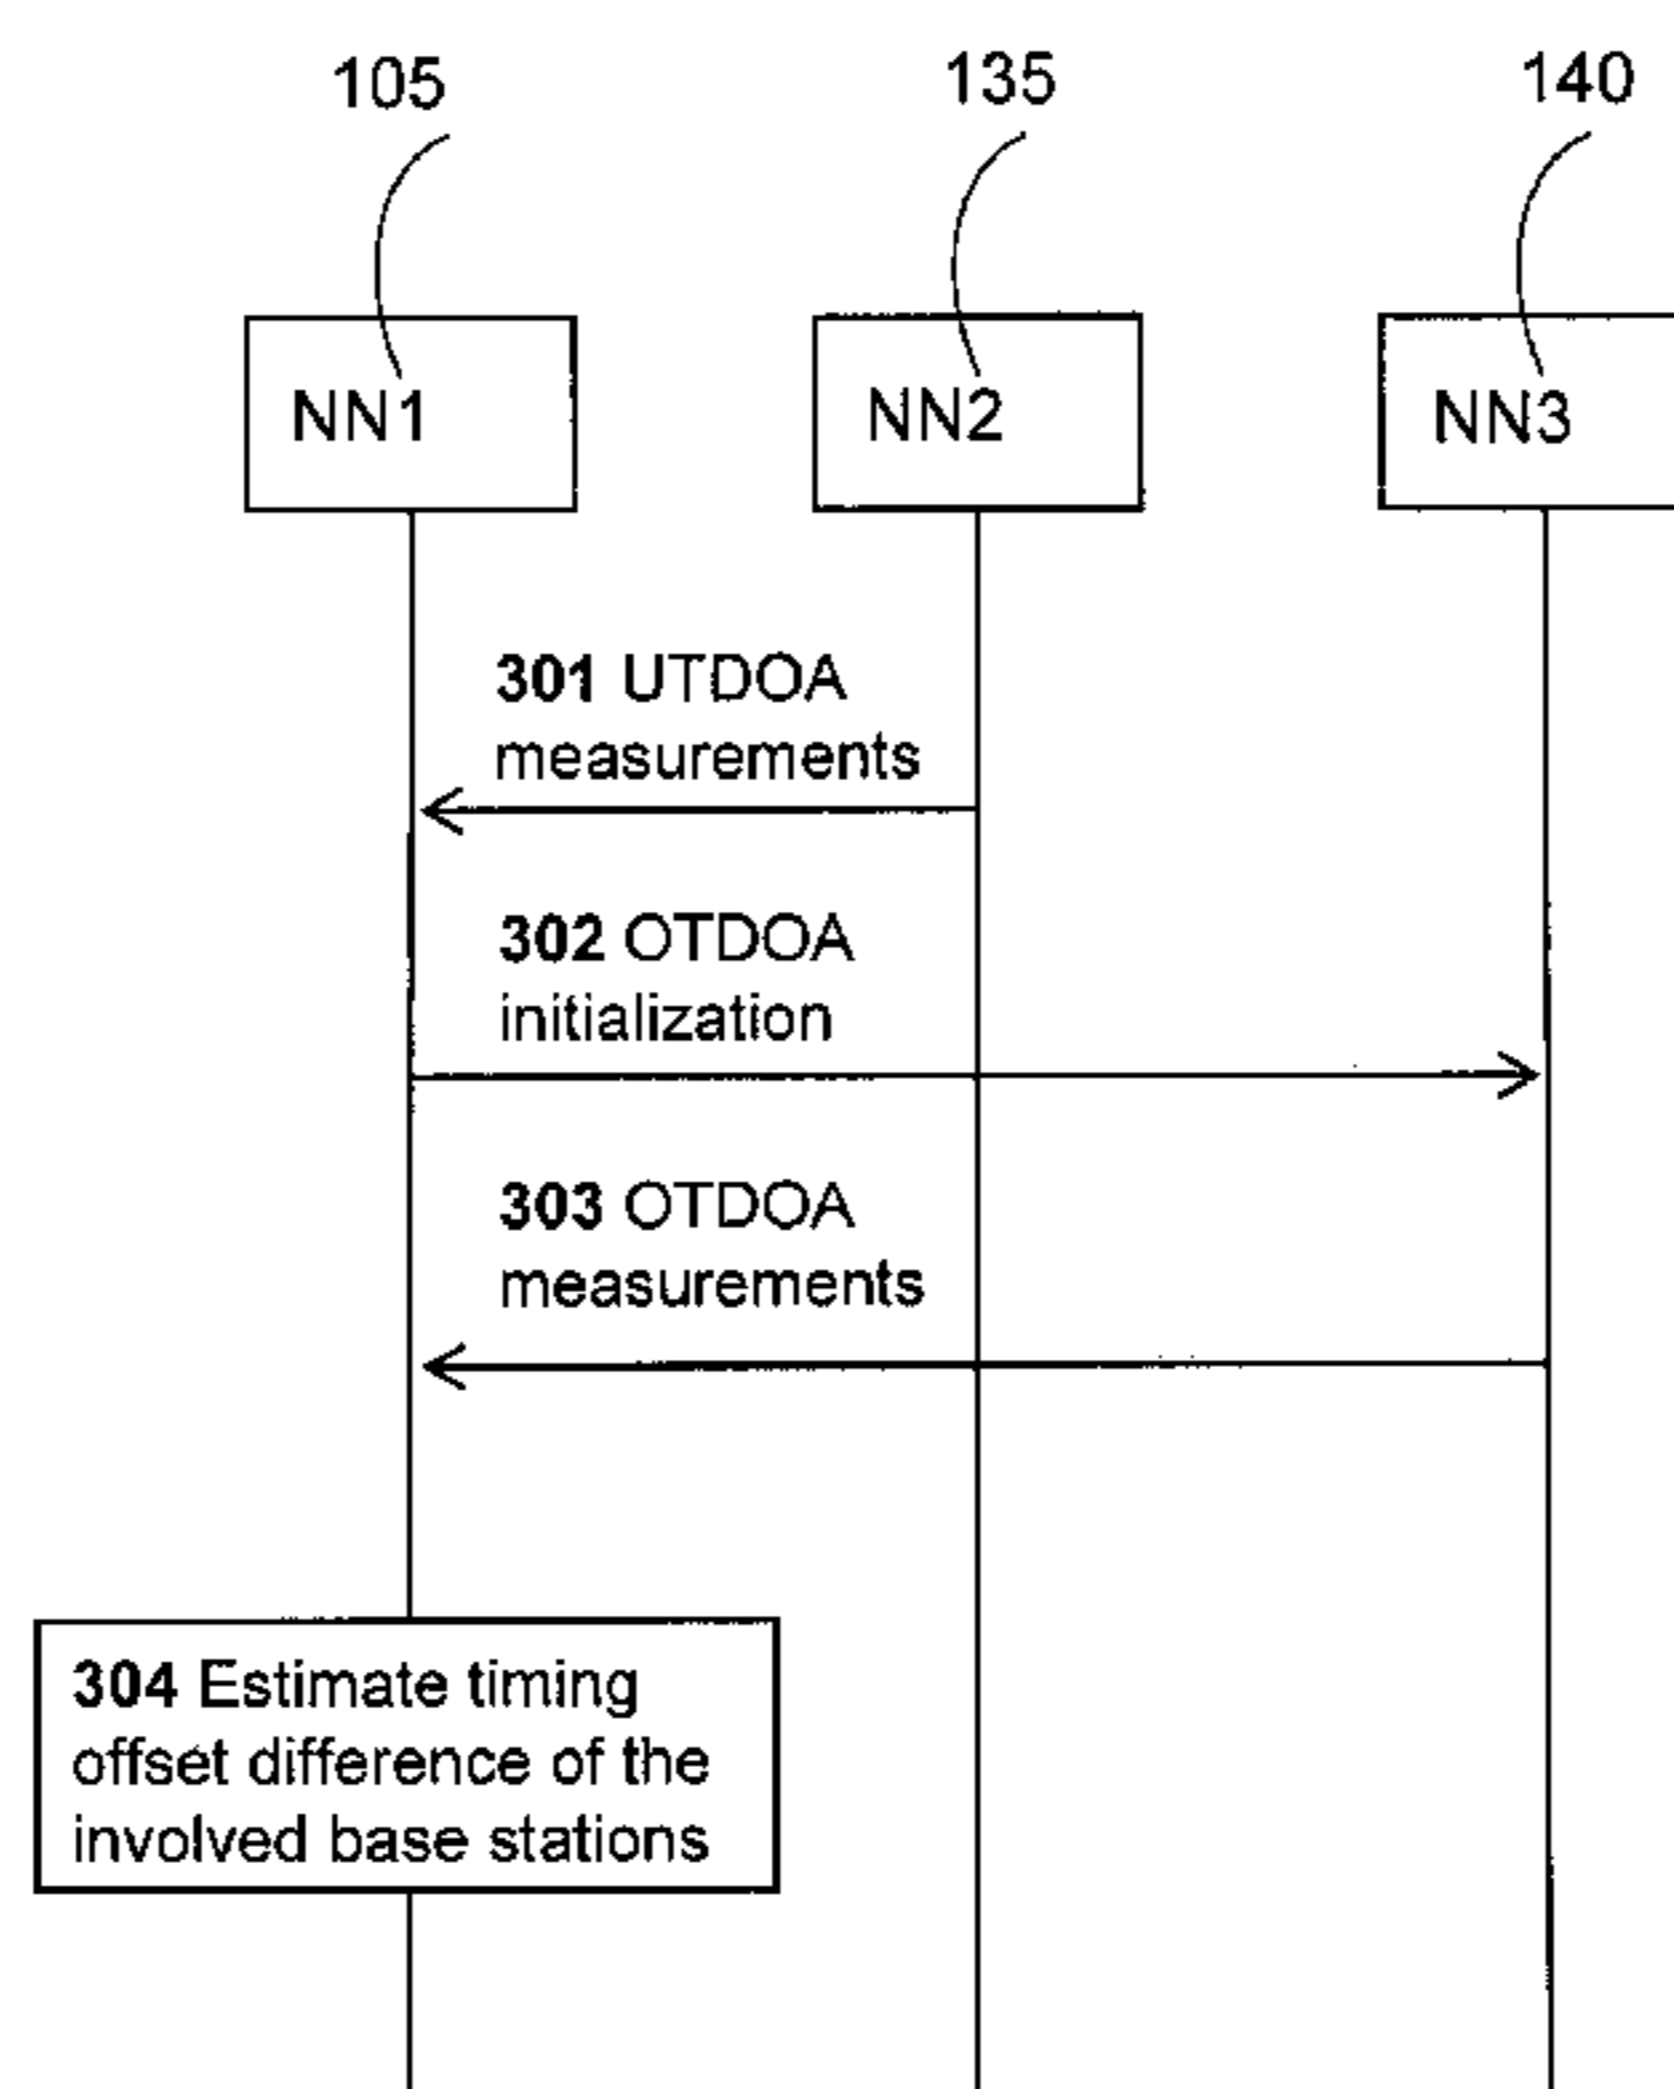 105
135
140
NN1
NN2
NN3
301 UTDOA
measurements
302 OTDOA
initialization
303 OTDOA
measurements
304 Estimate timing
offset difference of the
involved base stations